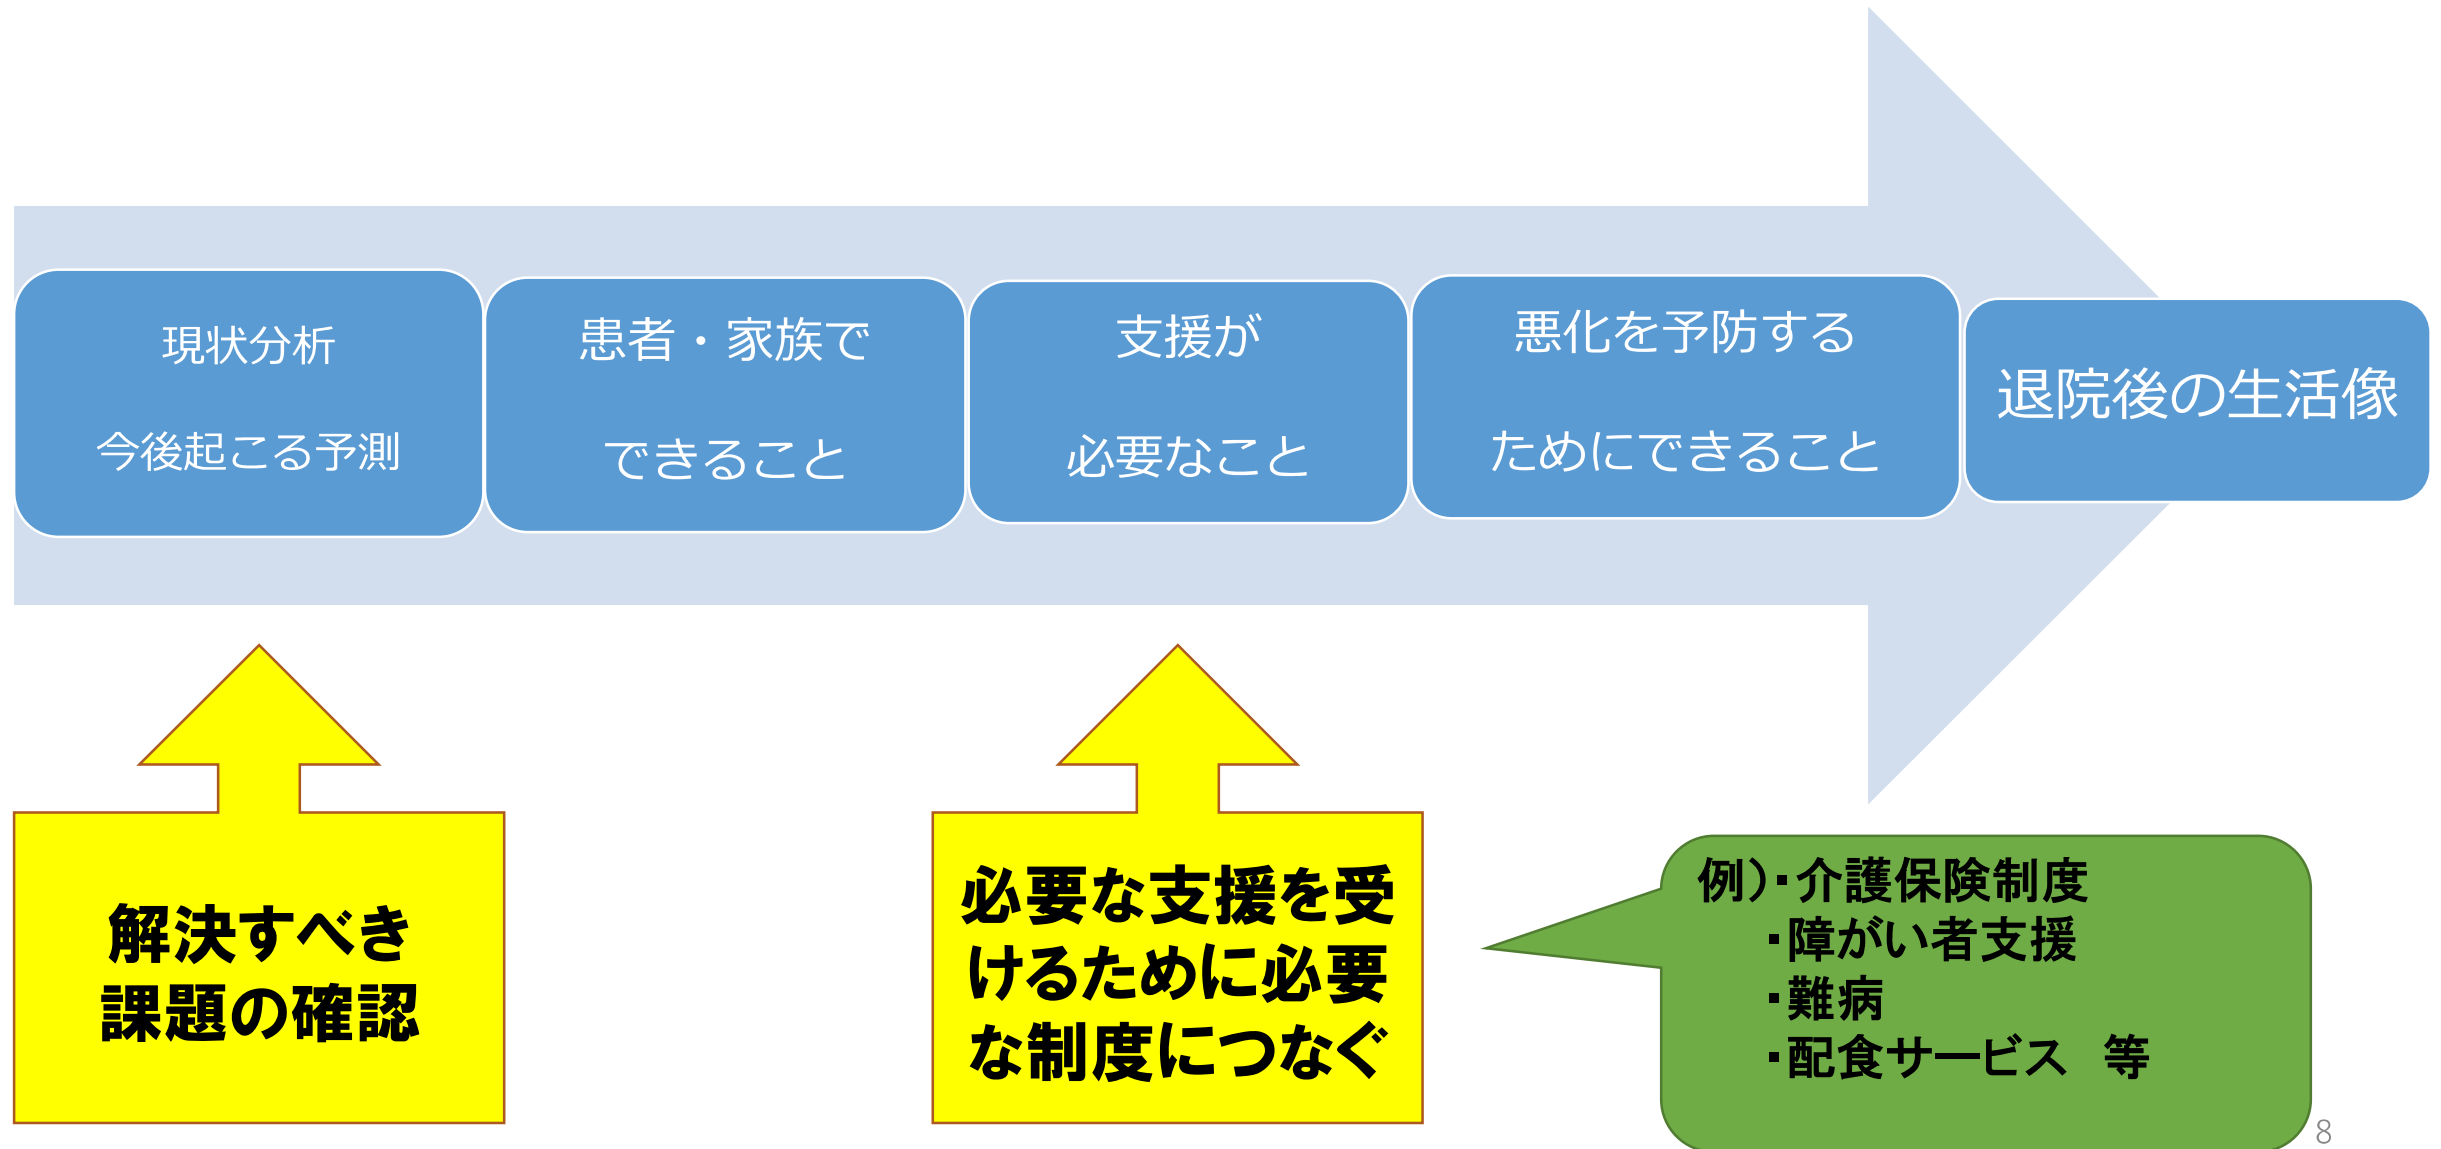 現状分析
今後起こる予測
患者・家族で
できること
支援が
必要なこと
悪化を予防する
ためにできること
退院後の生活像
解決すべき
課題の確認
必要な支援を受
けるために必要
な制度につなぐ
例）・介護保険制度
・障がい者支援
・難病
・配食サービス　等
8